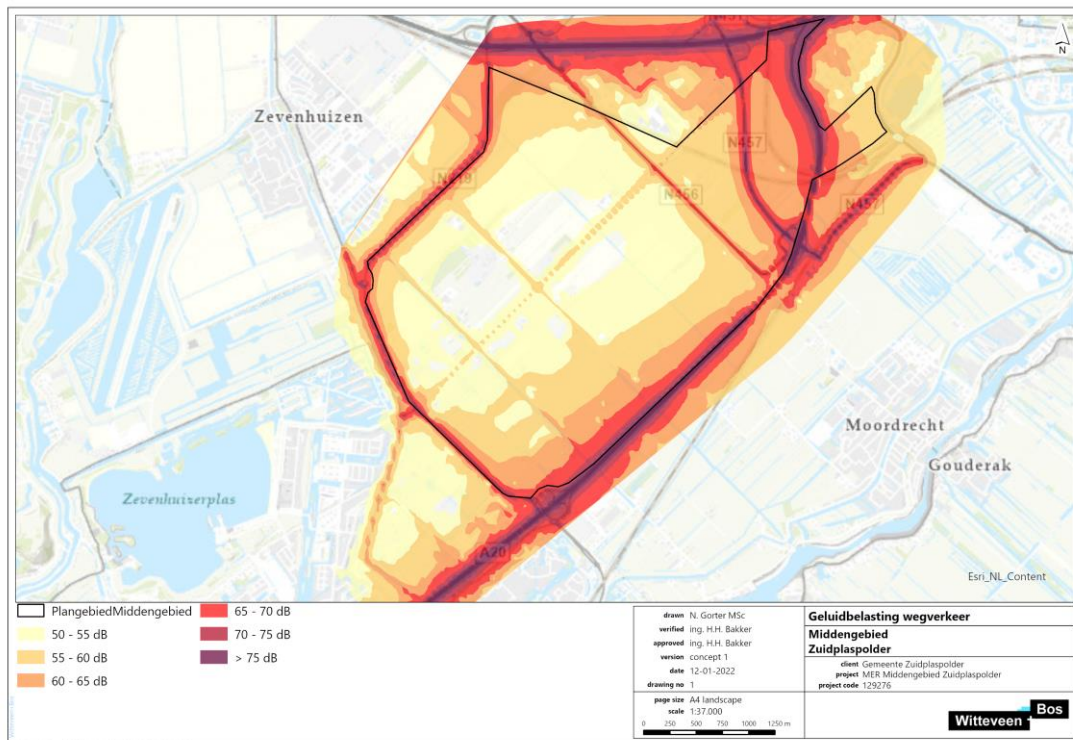 N451
N
Zevenhuizen
N219
N457
N456
N457
Moordrecht
Gouderak
Zevenhuizerplas
A20
Esri_NL_Content
PlangebiedMiddengebied
50 - 55 dB
55 - 60 dB
60 - 65 dB
65 - 70 dB
70 - 75 dB
> 75 dB
drawn N. Gorter MSc
verified ing. H.H. Bakker
approved ing. H.H. Bakker
version concept 1
date 12-01-2022
drawing no 1
page size A4 landscape
scale 1:37.000
0 250 500 750 1000 1250 m
Geluidbelasting wegverkeer
Middengebied
Zuidplaspolder
client Gemeente Zuidplaspolder
project MER Middengebied Zuidplaspolder
project code 129276
Witteveen + Bos